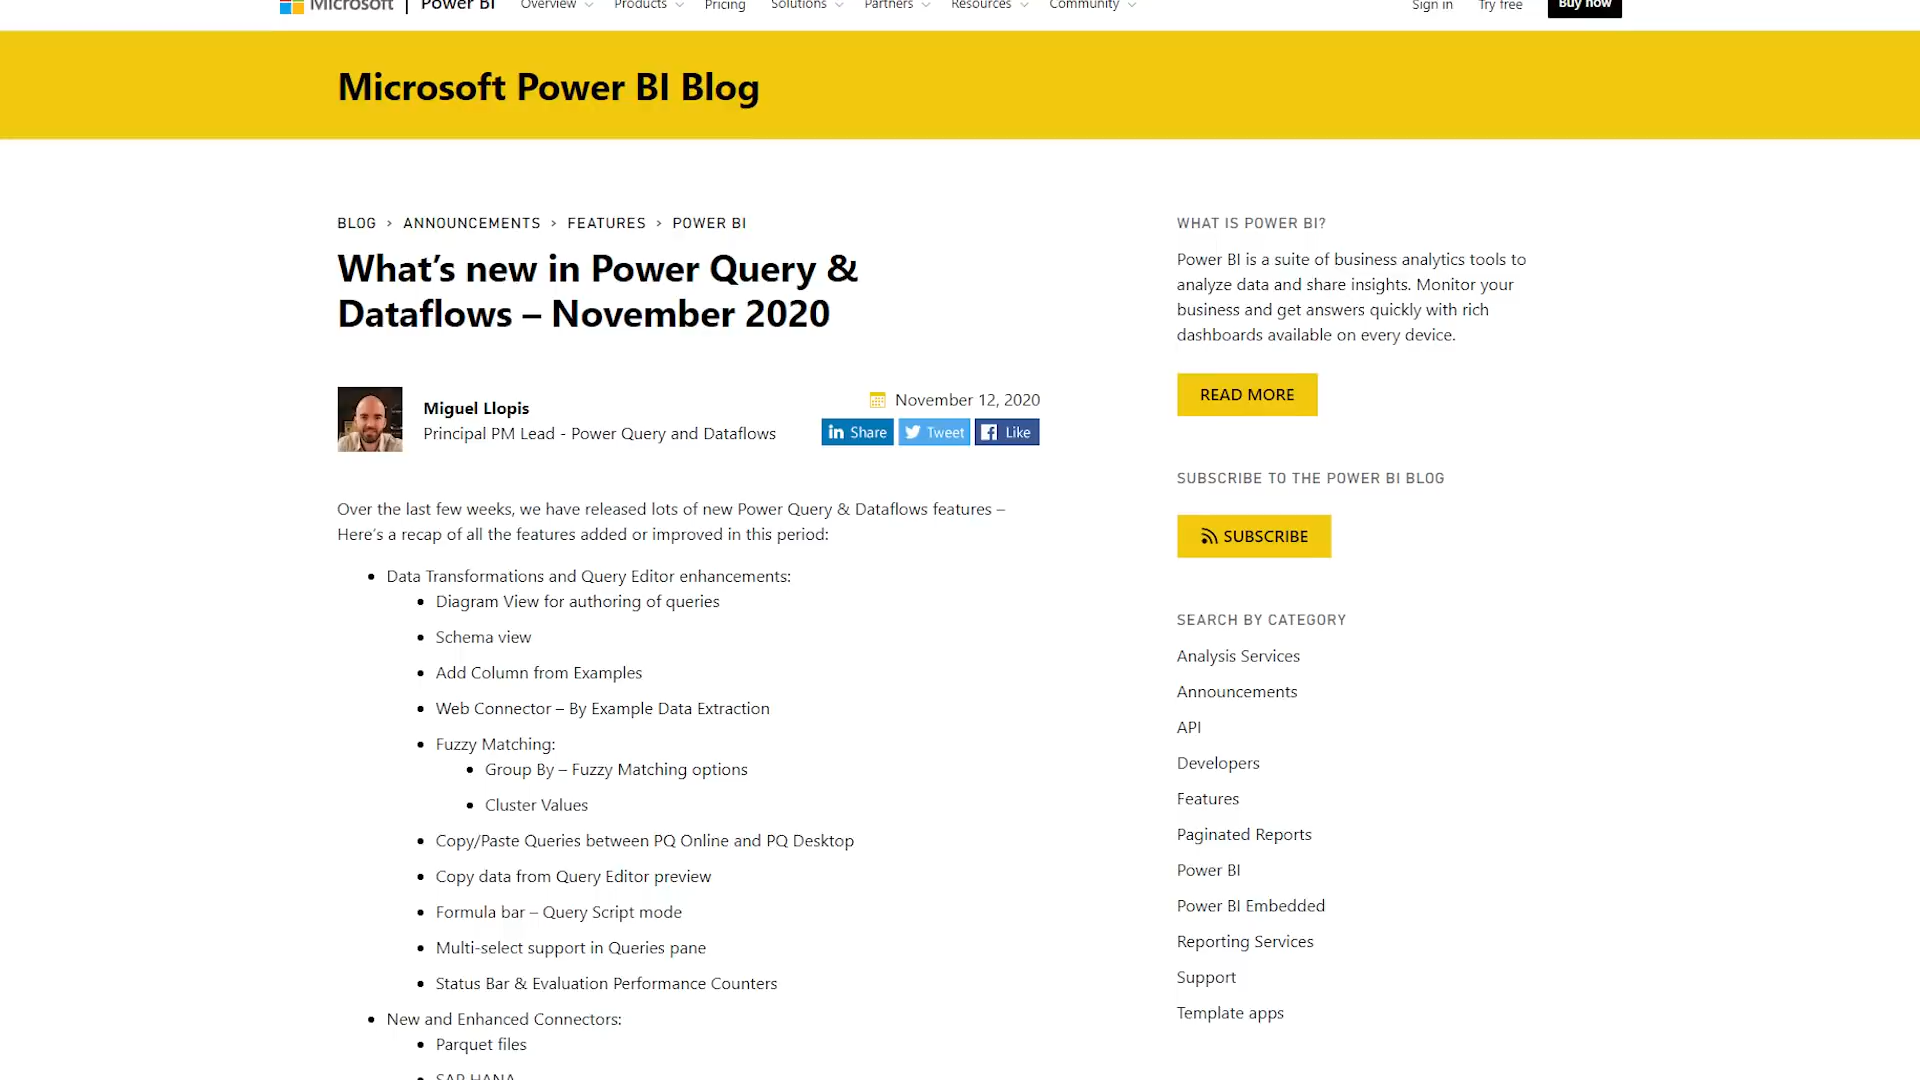 Microsoft | Power BI Overview Products Pricing Solutions Partners Resources Community Sign in Try free Buy now
Microsoft Power BI Blog
BLOG > ANNOUNCEMENTS > FEATURES > POWER BI
What’s new in Power Query &
Dataflows – November 2020
Miguel Llopis
Principal PM Lead - Power Query and Dataflows
November 12, 2020
Share Tweet Like
Over the last few weeks, we have released lots of new Power Query & Dataflows features –
Here’s a recap of all the features added or improved in this period:
• Data Transformations and Query Editor enhancements:
• Diagram View for authoring of queries
• Schema view
• Add Column from Examples
• Web Connector – By Example Data Extraction
• Fuzzy Matching:
• Group By – Fuzzy Matching options
• Cluster Values
• Copy/Paste Queries between PQ Online and PQ Desktop
• Copy data from Query Editor preview
• Formula bar – Query Script mode
• Multi-select support in Queries pane
• Status Bar & Evaluation Performance Counters
• New and Enhanced Connectors:
• Parquet files
• SAP HANA
WHAT IS POWER BI?
Power BI is a suite of business analytics tools to
analyze data and share insights. Monitor your
business and get answers quickly with rich
dashboards available on every device.
READ MORE
SUBSCRIBE TO THE POWER BI BLOG
SUBSCRIBE
SEARCH BY CATEGORY
Analysis Services
Announcements
API
Developers
Features
Paginated Reports
Power BI
Power BI Embedded
Reporting Services
Support
Template apps